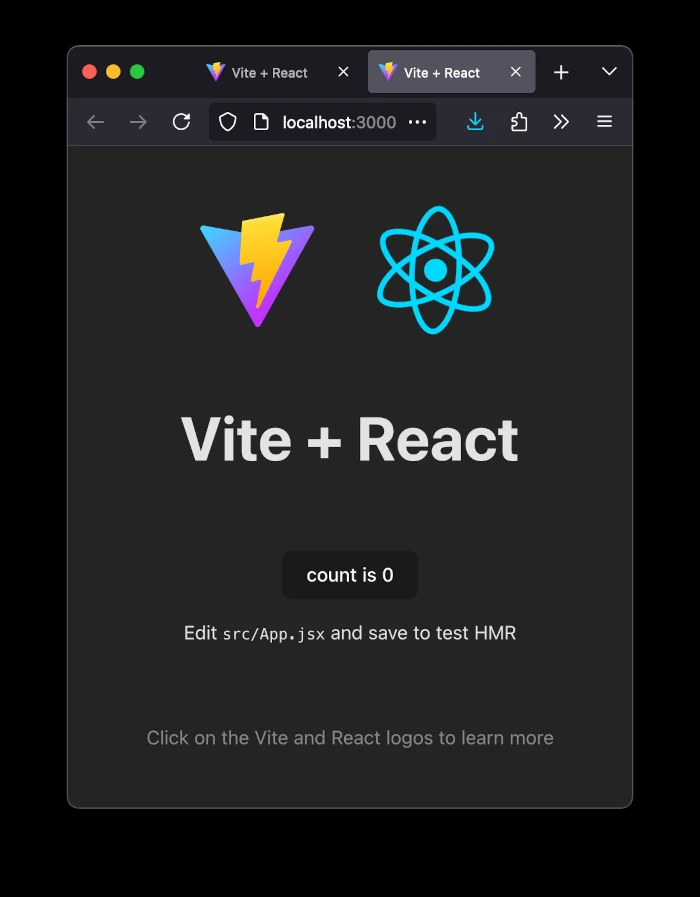 Vite + React
Vite + React
localhost:3000
Vite + React
count is 0
Edit src/App.jsx and save to test HMR
Click on the Vite and React logos to learn more